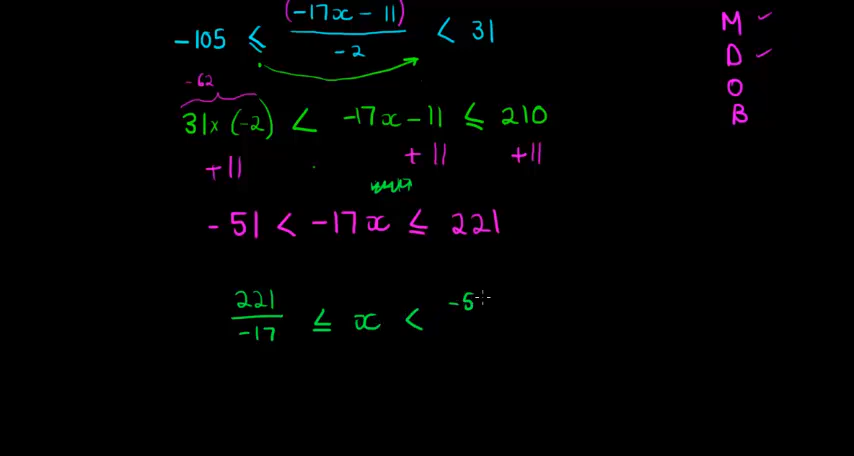 -105 ≤ (-17x - 11)/-2 < 31
M ✓
D ✓
O
B
-62
31 × (-2) < -17x - 11 ≤ 210
+11 +11 +11
-51 < -17x ≤ 221
221/-17 ≤ x < -5